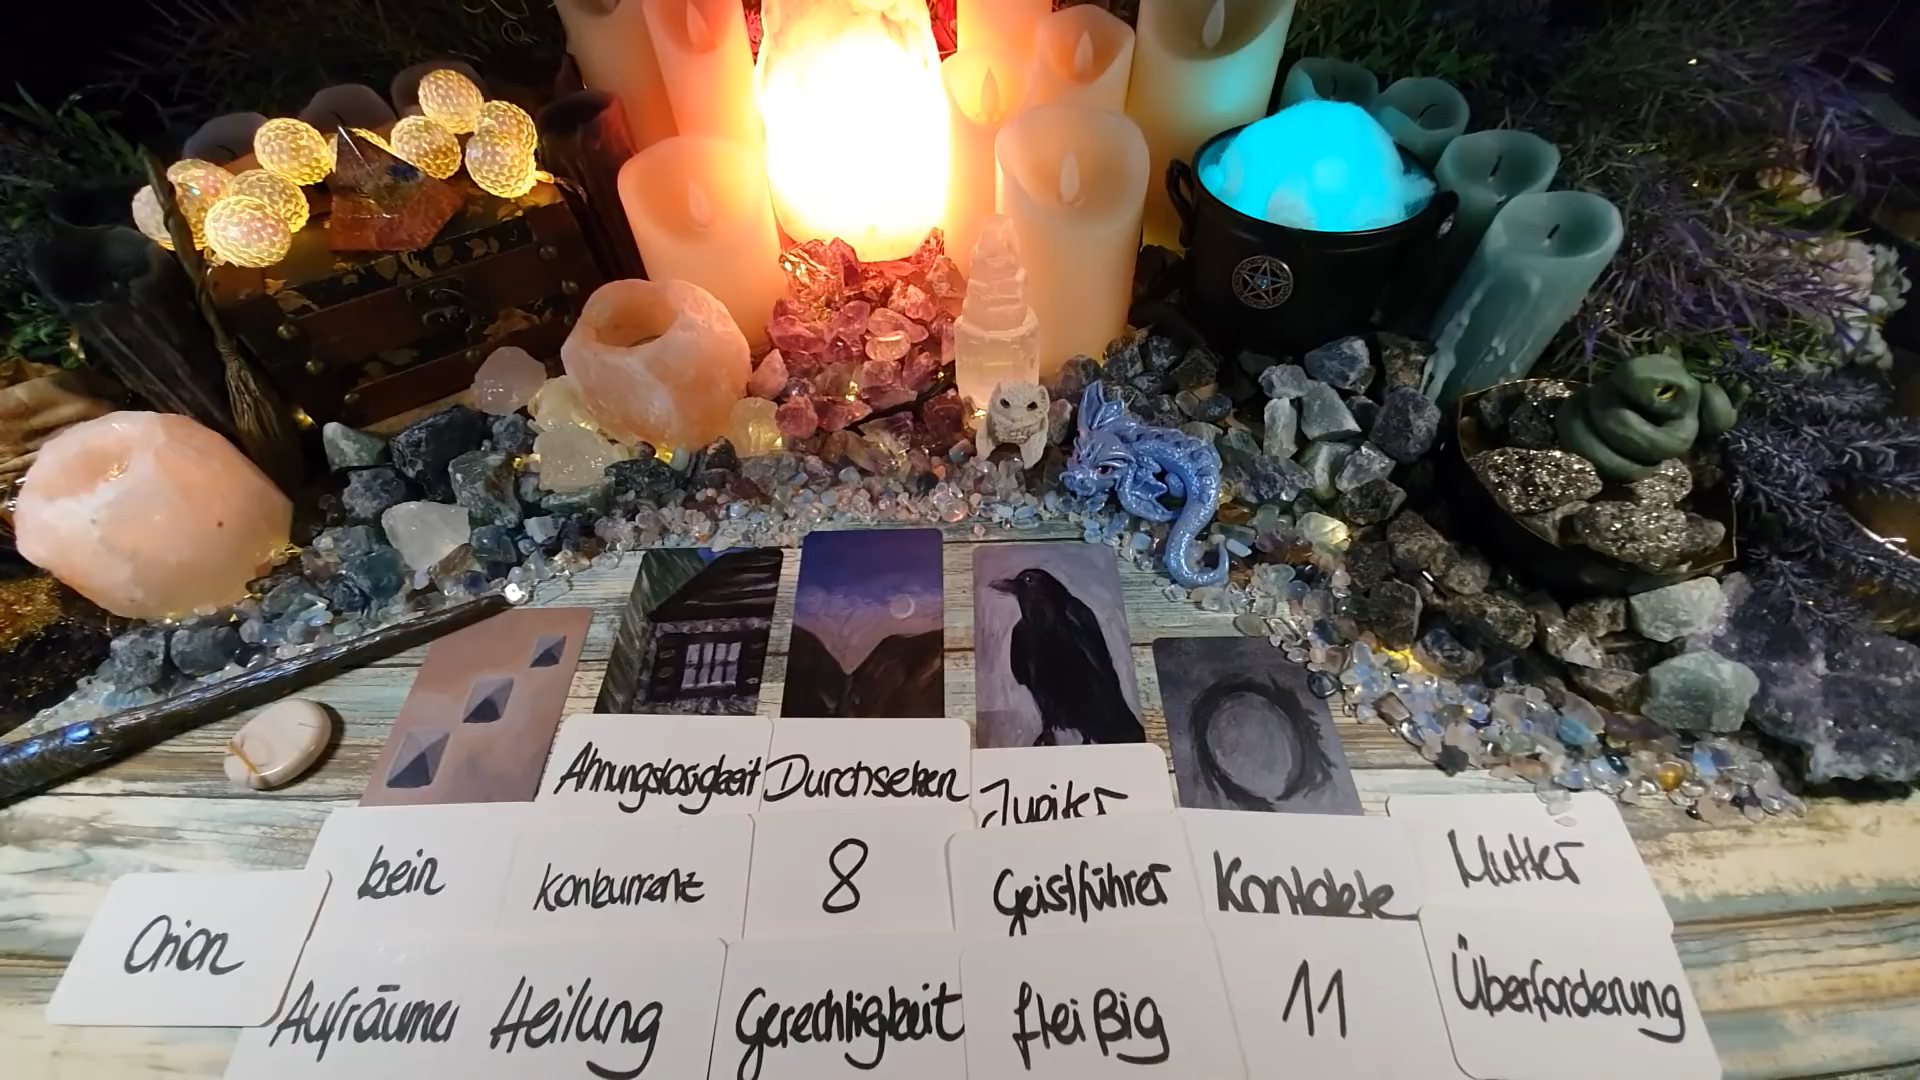 Ahnungslosigkeit Durchsehen Jupiter
kein Konkurrenz 8 Geistführer Kontakte Mutter
Orion
Aufräumen Heilung Gerechtigkeit fleißig 11 Überforderung